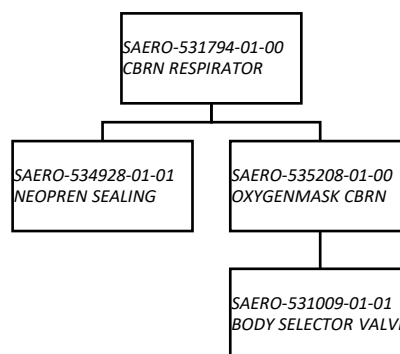 SAERO-531794-01-00
CBRN RESPIRATOR
SAERO-534928-01-01
NEOPREN SEALING
SAERO-535208-01-00
OXYGENMASK CBRN
SAERO-531009-01-01
BODY SELECTOR VALVE